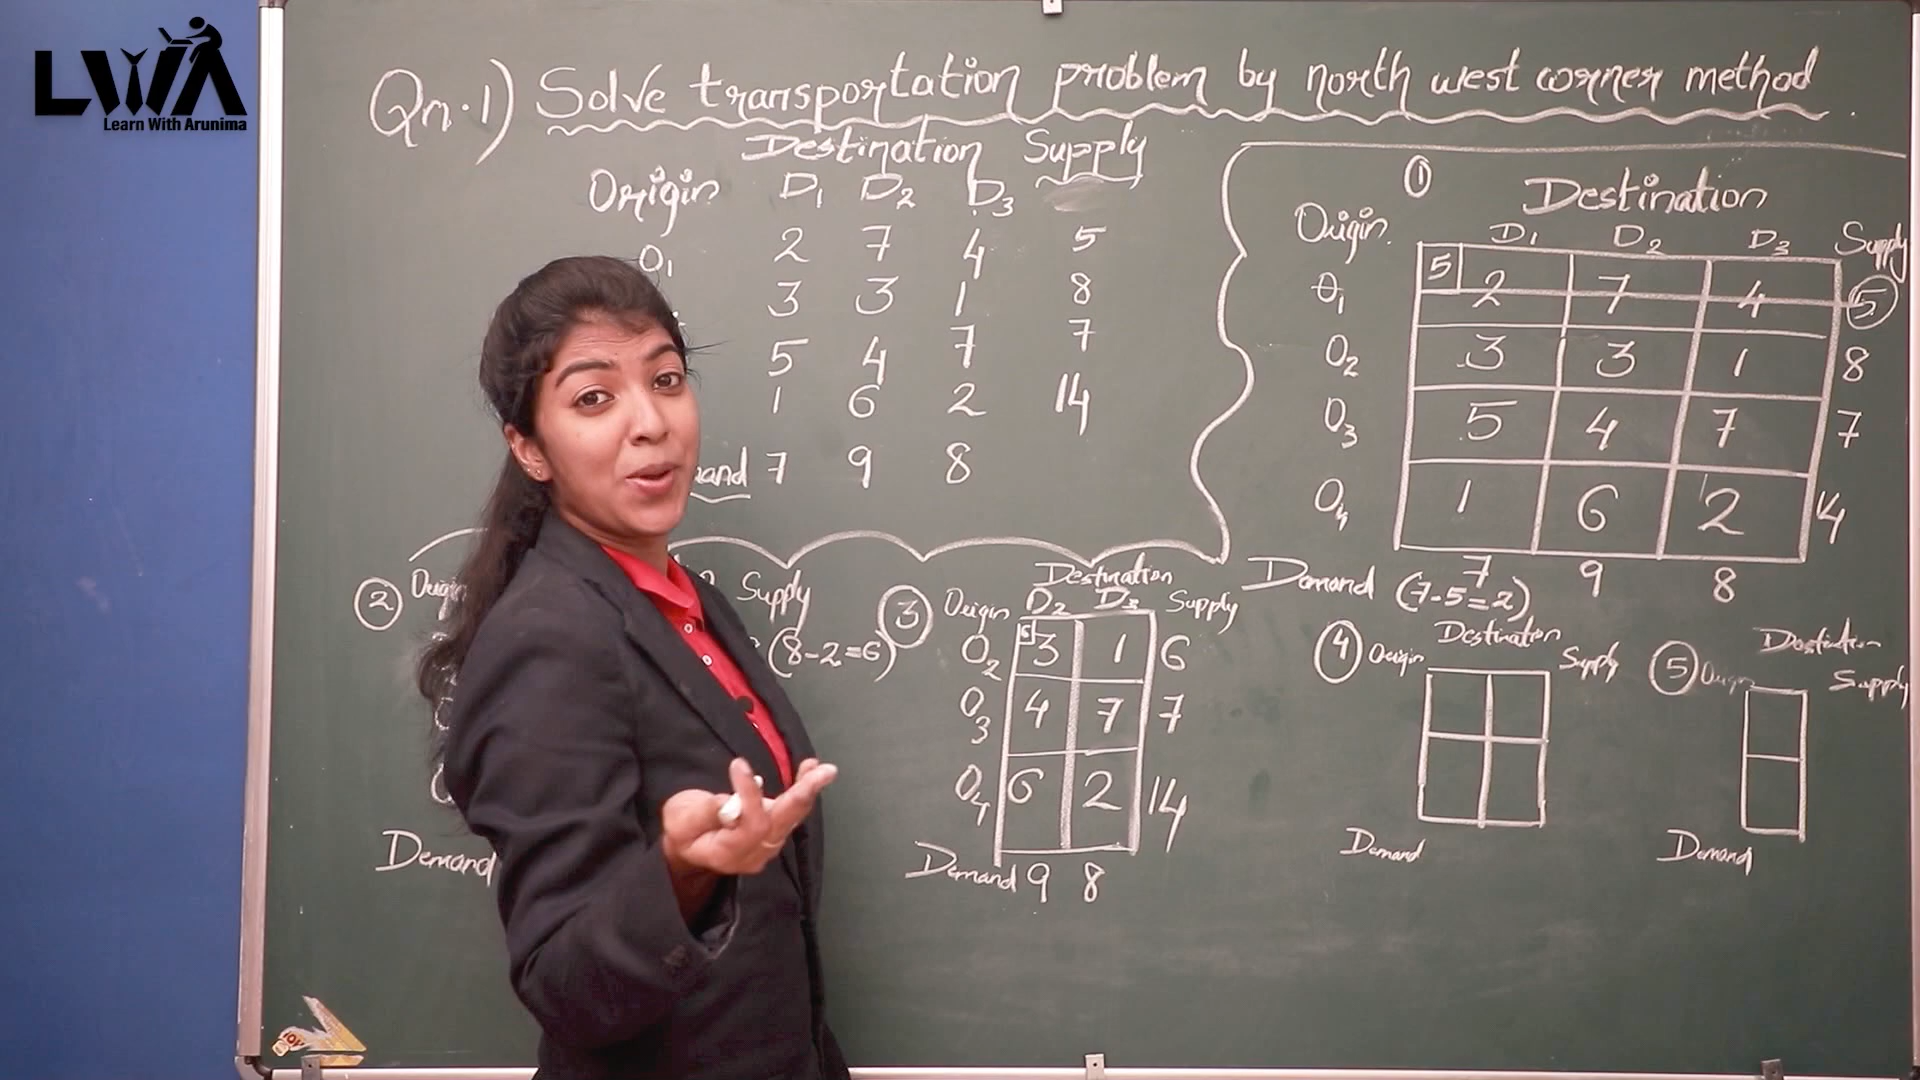 LWA
Learn With Arunima
Qn.1) Solve transportation problem by north west corner method.
Destination Supply
Origin D1 D2 D3
O1 2 7 4 5
3 3 1 8
5 4 7 7
1 6 2 14
7 9 8
1
Destination
Origin D1 D2 D3 Supply
O1 5 2 7 4 5
O2 3 3 1 8
O3 5 4 7 7
O4 1 6 2 14
Demand 7 9 8
(7-5=2)
2 Supply
(8-2=6)
Demand
3 Destination
Origin D2 D3 Supply
O2 6 3 1 6
O3 4 7 7
O4 6 2 14
Demand 9 8
4 Destination
Origin Supply
Demand
5 Destination
Origin Supply
Demand